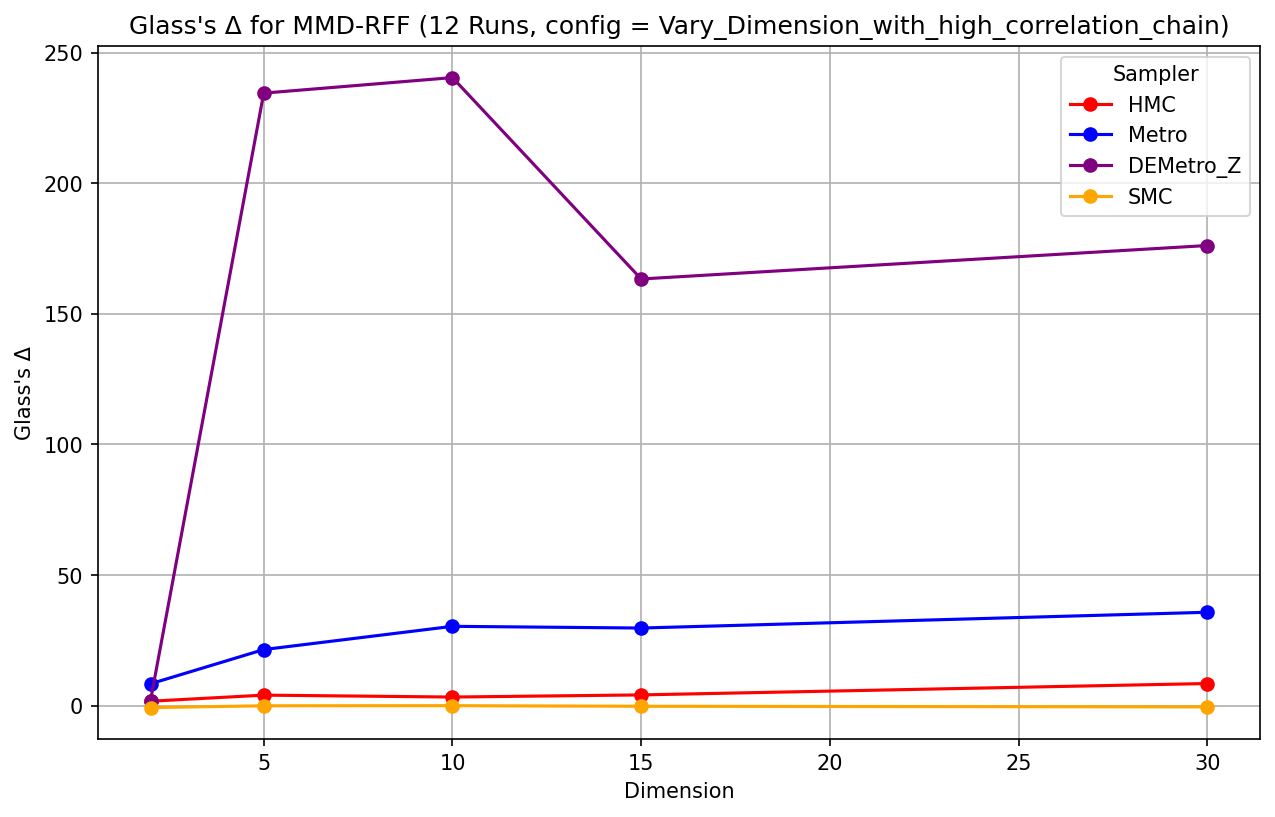 Glass's Δ for MMD-RFF (12 Runs, config = Vary_Dimension_with_high_correlation_chain)
250
200
150
100
50
0
Glass's Δ
Sampler
HMC
Metro
DEMetro_Z
SMC
5 10 15 20 25 30
Dimension